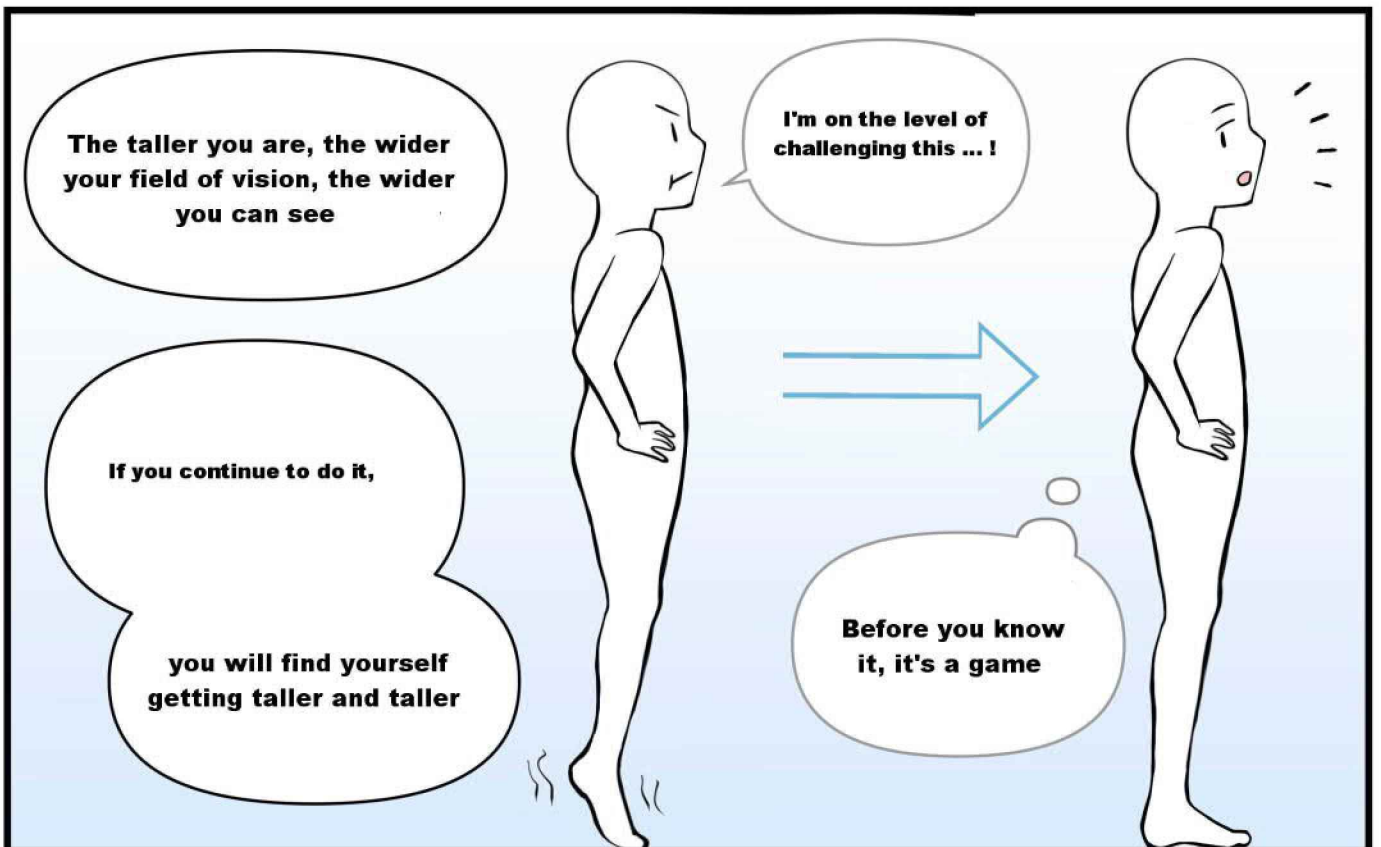 The taller you are, the wider
your field of vision, the wider
you can see
I'm on the level of
challenging this ... !
If you continue to do it,
you will find yourself
getting taller and taller
Before you know
it, it's a game